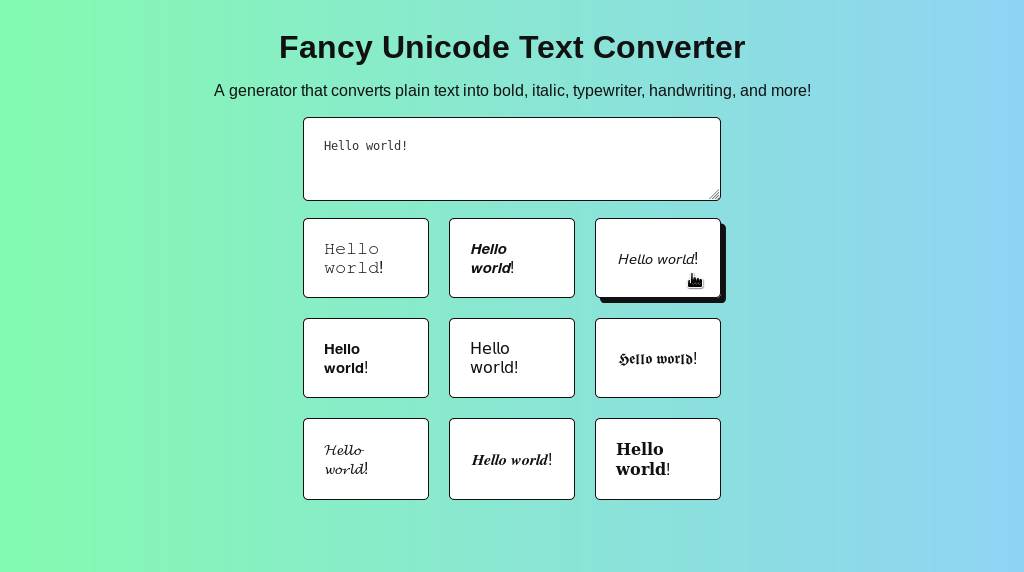 Fancy Unicode Text Converter
A generator that converts plain text into bold, italic, typewriter, handwriting, and more!
Hello world!
𝙷𝚎𝚕𝚕𝚘
𝚠𝚘𝚛𝚕𝚍!
𝙃𝙚𝙡𝙡𝙤
𝙬𝙤𝙧𝙡𝙙!
𝘏𝘦𝘭𝘭𝘰 𝘸𝘰𝘳𝘭𝘥!
𝗛𝗲𝗹𝗹𝗼
𝘄𝗼𝗿𝗹𝗱!
𝖧𝖾𝗅𝗅𝗈
𝗐𝗈𝗋𝗅𝖽!
𝕳𝖊𝖑𝖑𝖔 𝖜𝖔𝖗𝖑𝖉!
𝓗𝓮𝓵𝓵𝓸
𝔀𝓸𝓻𝓵𝓭!
𝑯𝒆𝒍𝒍𝒐 𝒘𝒐𝒓𝒍𝒅!
𝐇𝐞𝐥𝐥𝐨
𝐰𝐨𝐫𝐥𝐝!